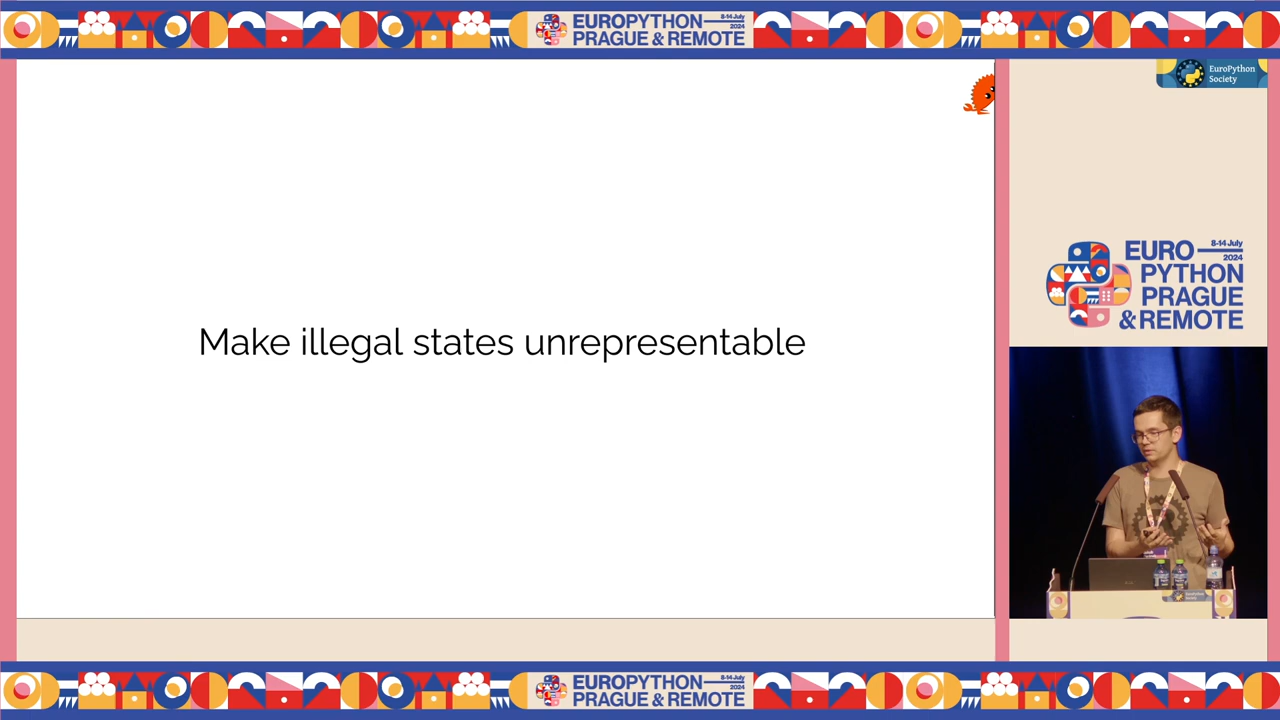 EUROPYTHON
8-14 July
2024
PRAGUE & REMOTE
EuroPython
Society
Make illegal states unrepresentable
EURO
8-14 July
2024
PYTHON
PRAGUE
& REMOTE
EUROPYTHON
8-14 July
2024
PRAGUE & REMOTE